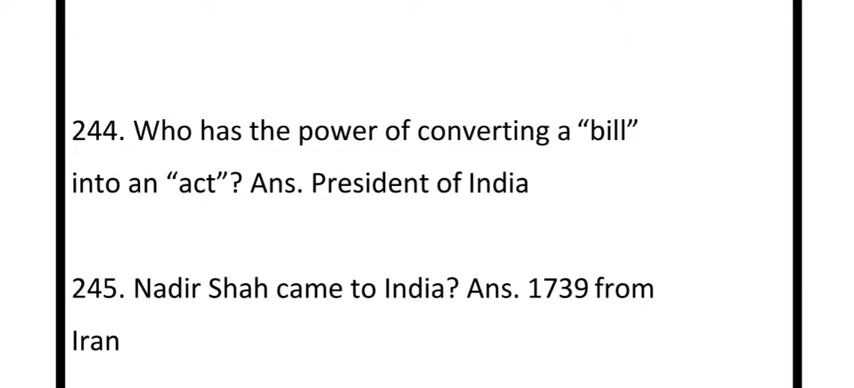 244. Who has the power of converting a “bill”
into an “act”? Ans. President of India
245. Nadir Shah came to India? Ans. 1739 from
Iran